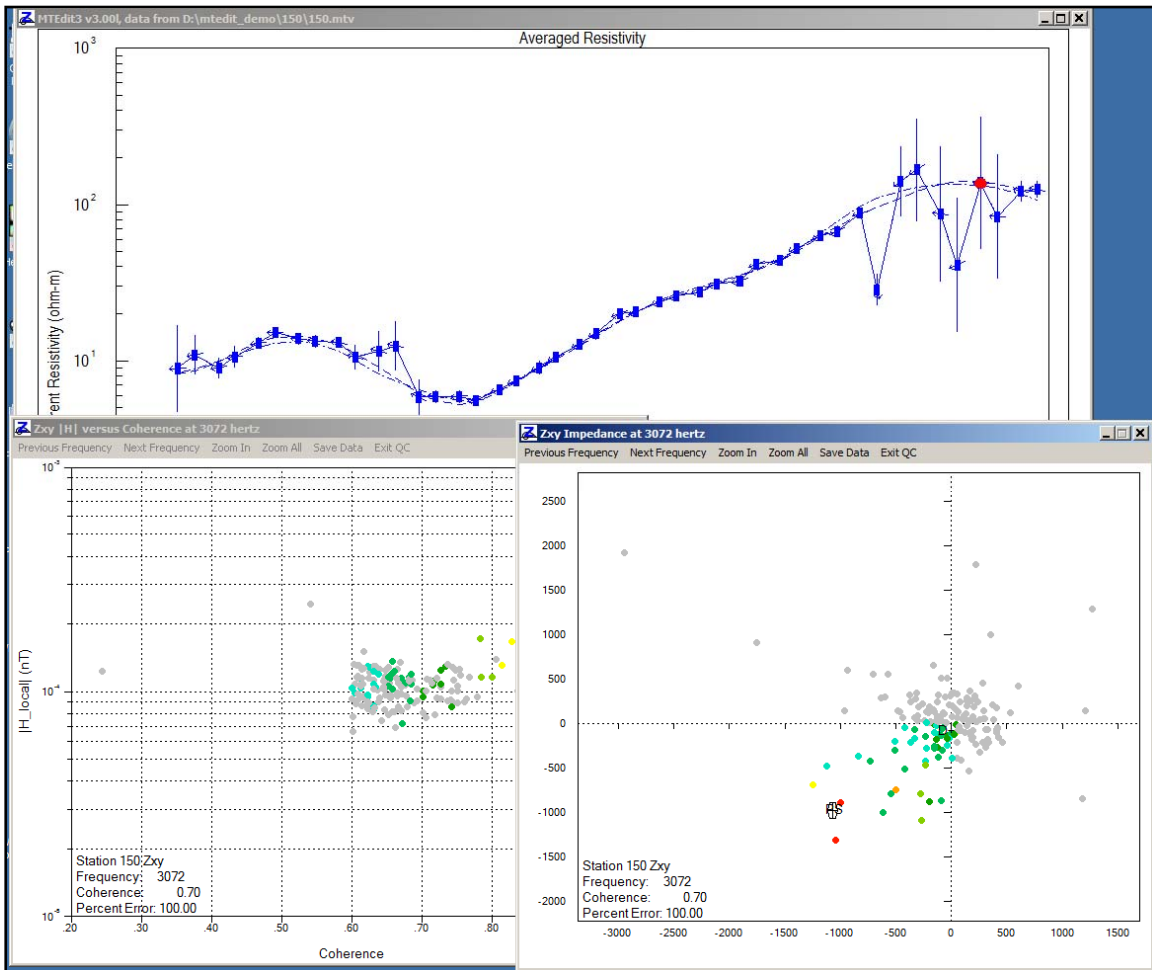 MTEdit3 v3.00l, data from D:\mtedit_demo\150\150.mtv
Averaged Resistivity
10³
10²
10¹
rent Resistivity (ohm-m)
Zxy |H| versus Coherence at 3072 hertz
Previous Frequency Next Frequency Zoom In Zoom All Save Data Exit QC
|H_local| (nT)
10⁻⁴
Station 150 Zxy
Frequency: 3072
Coherence: 0.70
Percent Error: 100.00
.20 .30 .40 .50 .60 .70 .80
Coherence
Zxy Impedance at 3072 hertz
Previous Frequency Next Frequency Zoom In Zoom All Save Data Exit QC
2500
2000
1500
1000
500
0
-500
-1000
-1500
-2000
Station 150 Zxy
Frequency: 3072
Coherence: 0.70
Percent Error: 100.00
-3000 -2500 -2000 -1500 -1000 -500 0 500 1000 1500